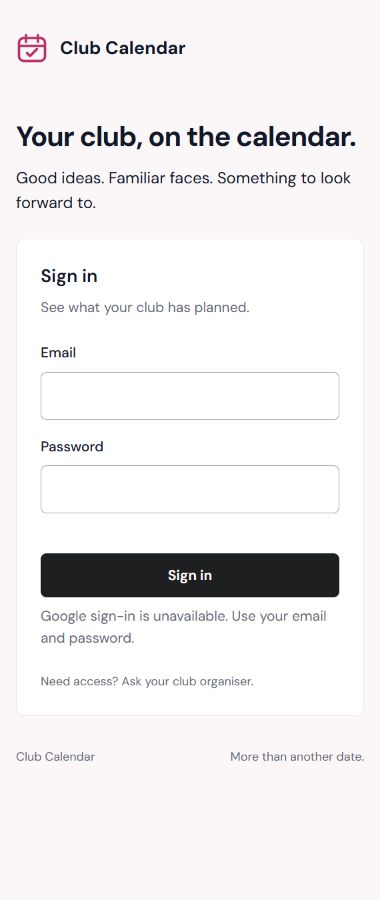 Club Calendar
Your club, on the calendar.
Good ideas. Familiar faces. Something to look
forward to.
Sign in
See what your club has planned.
Email
Password
Sign in
Google sign-in is unavailable. Use your email
and password.
Need access? Ask your club organiser.
Club Calendar
More than another date.